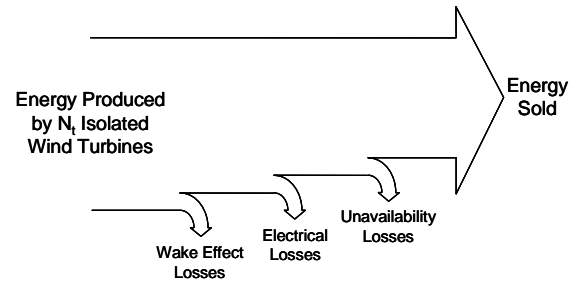 Energy Produced
by Nt Isolated
Wind Turbines
Energy
Sold
Wake Effect
Losses
Electrical
Losses
Unavailability
Losses